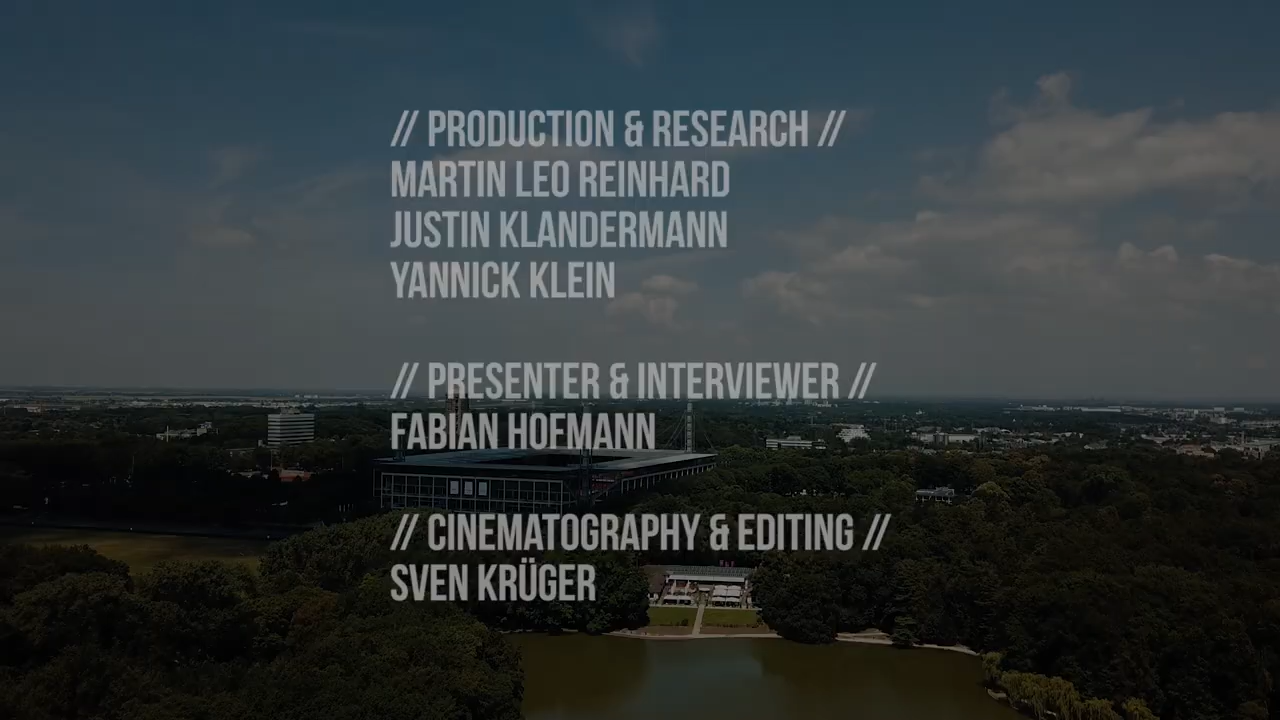 // PRODUCTION & RESEARCH //
MARTIN LEO REINHARD
JUSTIN KLANDERMANN
YANNICK KLEIN
// PRESENTER & INTERVIEWER //
FABIAN HOFMANN
// CINEMATOGRAPHY & EDITING //
SVEN KRÜGER